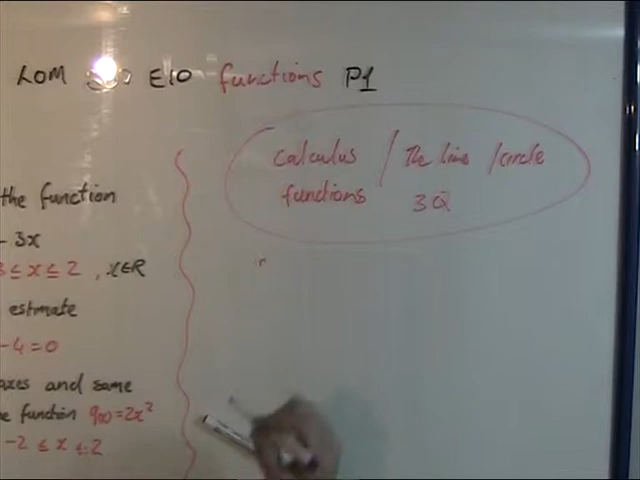 LOM E10 functions P1
calculus / The line / circle
functions 3Q
the function
- 3x
3 ≤ x ≤ 2 , x∈R
estimate
-4=0
axes and same
function g(x)=2x²
-2 ≤ x ≤ 2